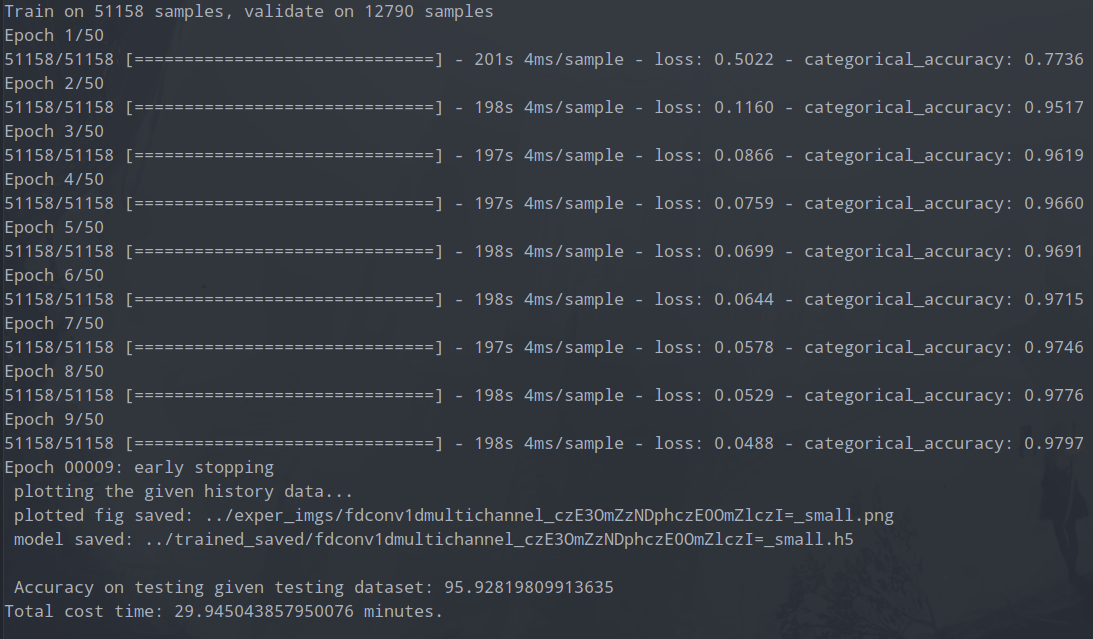 Train on 51158 samples, validate on 12790 samples
Epoch 1/50
51158/51158 [==============================] - 201s 4ms/sample - loss: 0.5022 - categorical_accuracy: 0.7736
Epoch 2/50
51158/51158 [==============================] - 198s 4ms/sample - loss: 0.1160 - categorical_accuracy: 0.9517
Epoch 3/50
51158/51158 [==============================] - 197s 4ms/sample - loss: 0.0866 - categorical_accuracy: 0.9619
Epoch 4/50
51158/51158 [==============================] - 197s 4ms/sample - loss: 0.0759 - categorical_accuracy: 0.9660
Epoch 5/50
51158/51158 [==============================] - 198s 4ms/sample - loss: 0.0699 - categorical_accuracy: 0.9691
Epoch 6/50
51158/51158 [==============================] - 198s 4ms/sample - loss: 0.0644 - categorical_accuracy: 0.9715
Epoch 7/50
51158/51158 [==============================] - 197s 4ms/sample - loss: 0.0578 - categorical_accuracy: 0.9746
Epoch 8/50
51158/51158 [==============================] - 198s 4ms/sample - loss: 0.0529 - categorical_accuracy: 0.9776
Epoch 9/50
51158/51158 [==============================] - 198s 4ms/sample - loss: 0.0488 - categorical_accuracy: 0.9797
Epoch 00009: early stopping
 plotting the given history data...
 plotted fig saved: ../exper_imgs/fdconv1dmultichannel_czE3OmZzNDphczE0OmZlczI=_small.png
 model saved: ../trained_saved/fdconv1dmultichannel_czE3OmZzNDphczE0OmZlczI=_small.h5

 Accuracy on testing given testing dataset: 95.92819809913635
Total cost time: 29.945043857950076 minutes.